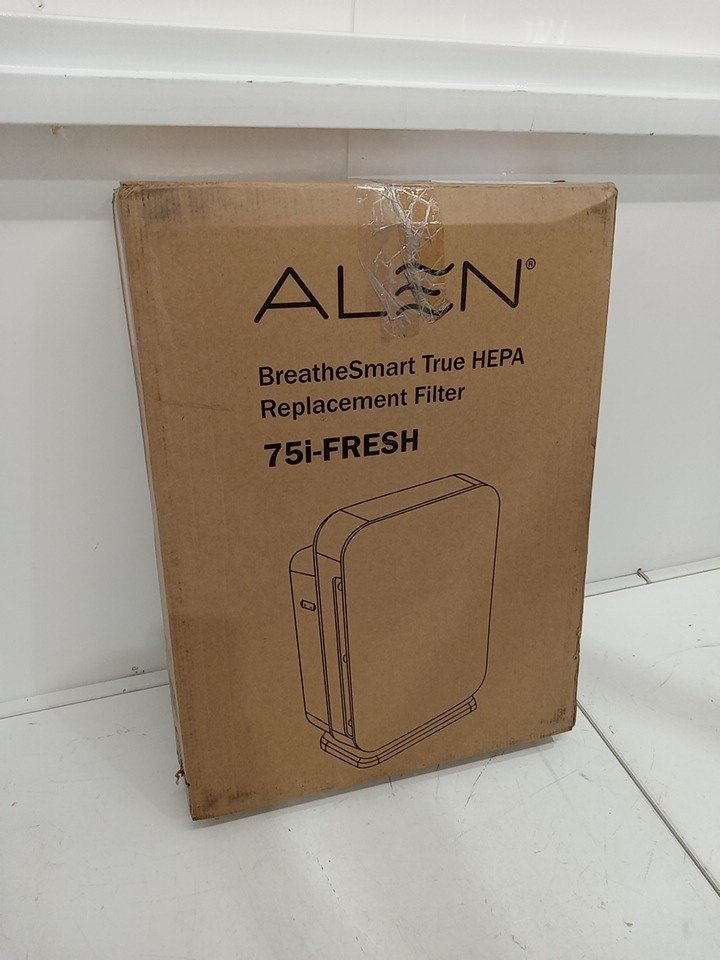 ALEN®
BreatheSmart True HEPA
Replacement Filter
75i-FRESH